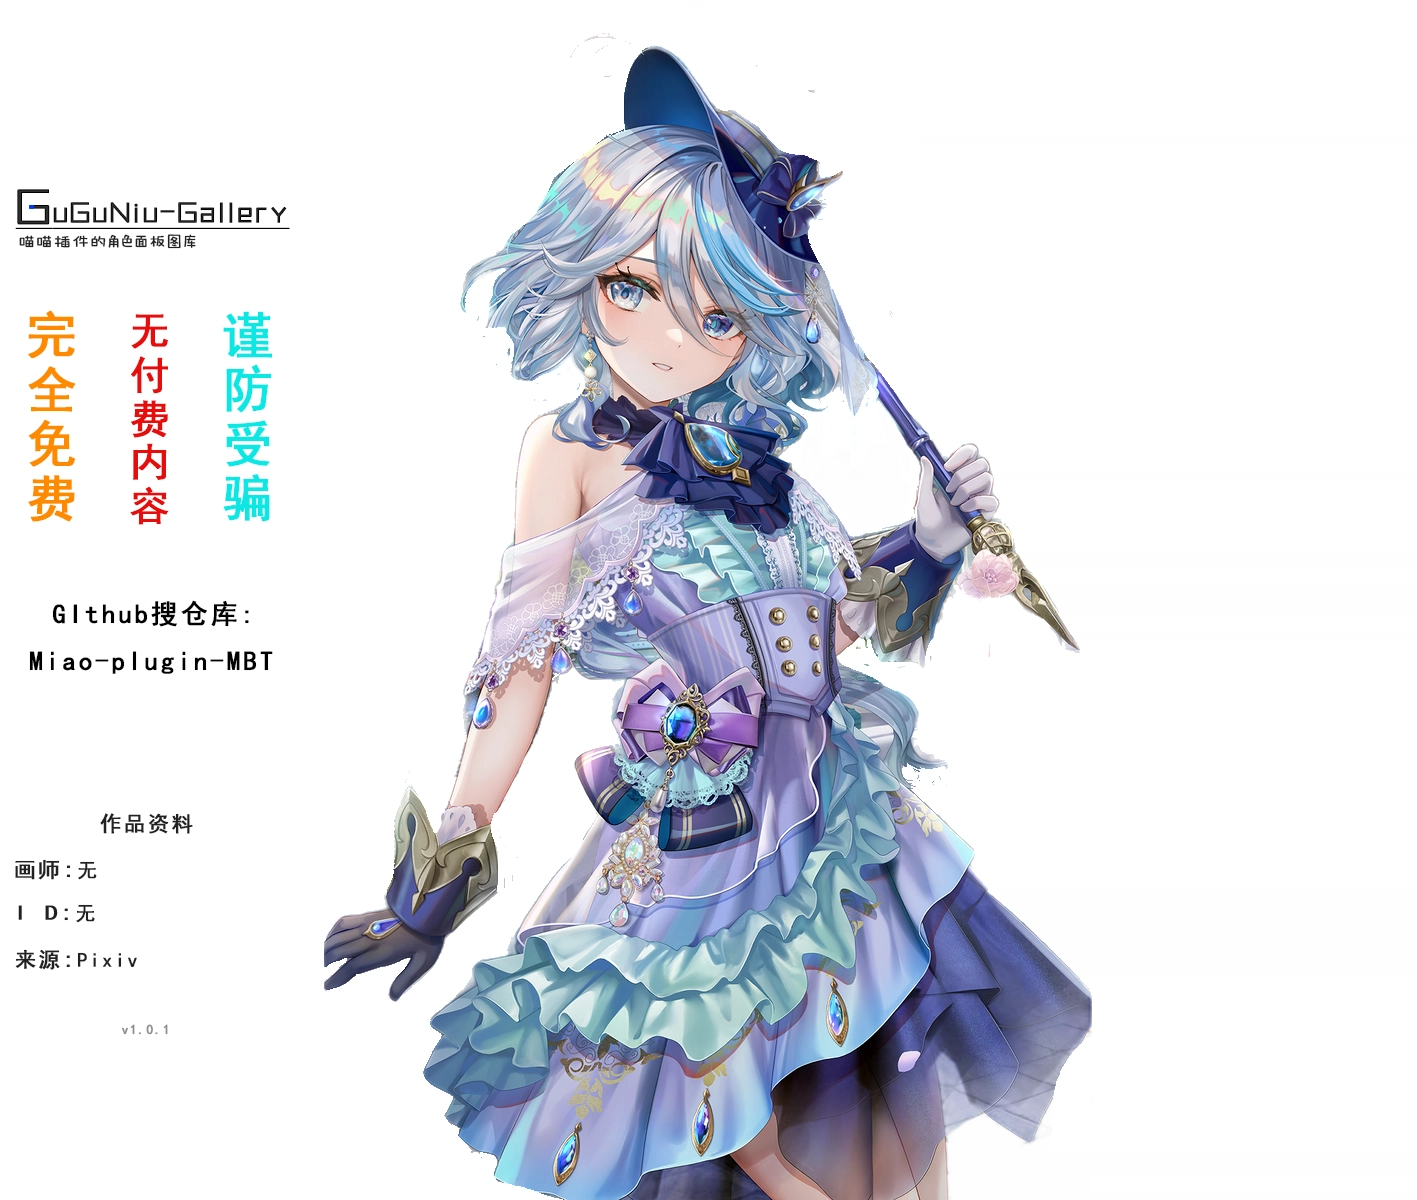 GuGuNiu-Gallery
喵喵插件的角色面板图库
完全免费
无付费内容
谨防受骗
GIthub搜仓库:
Miao-plugin-MBT
作品资料
画师:无
I D:无
来源:Pixiv
v1.0.1